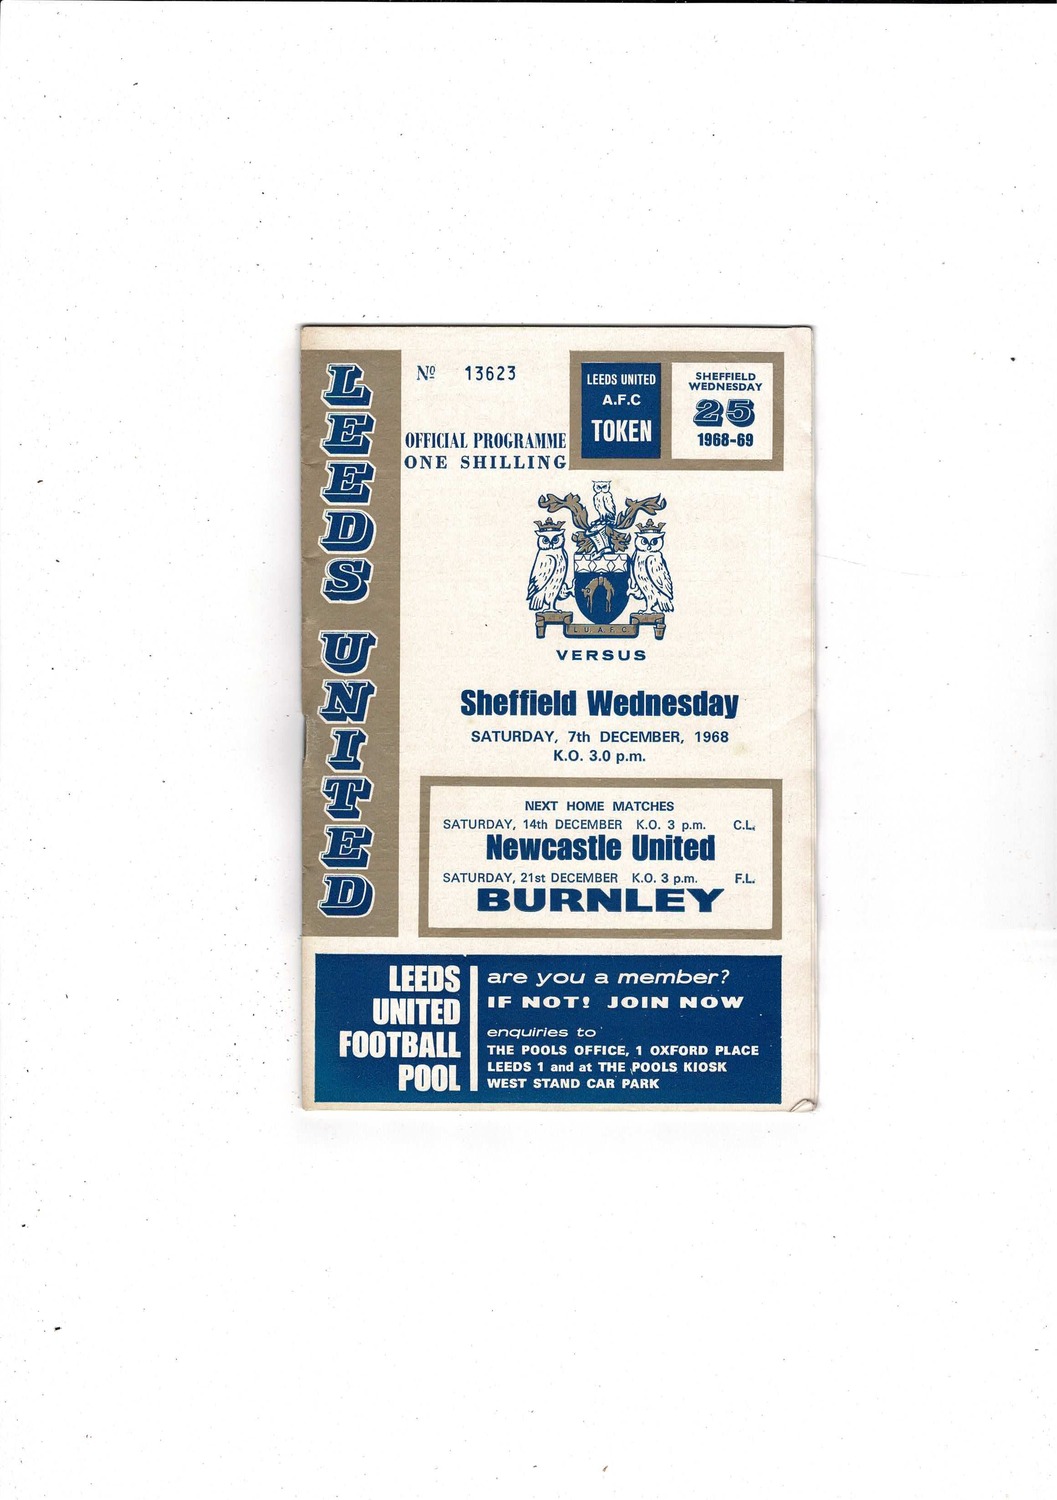 LEEDS UNITED
Nº 13623
OFFICIAL PROGRAMME
ONE SHILLING
LEEDS UNITED
A.F.C
TOKEN
SHEFFIELD
WEDNESDAY
25
1968-69
L.U.A.F.C.
VERSUS
Sheffield Wednesday
SATURDAY, 7th DECEMBER, 1968
K.O. 3.0 p.m.
NEXT HOME MATCHES
SATURDAY, 14th DECEMBER K.O. 3 p.m. C.L.
Newcastle United
SATURDAY, 21st DECEMBER K.O. 3 p.m. F.L.
BURNLEY
LEEDS
UNITED
FOOTBALL
POOL
are you a member?
IF NOT! JOIN NOW
enquiries to
THE POOLS OFFICE, 1 OXFORD PLACE
LEEDS 1 and at THE POOLS KIOSK
WEST STAND CAR PARK